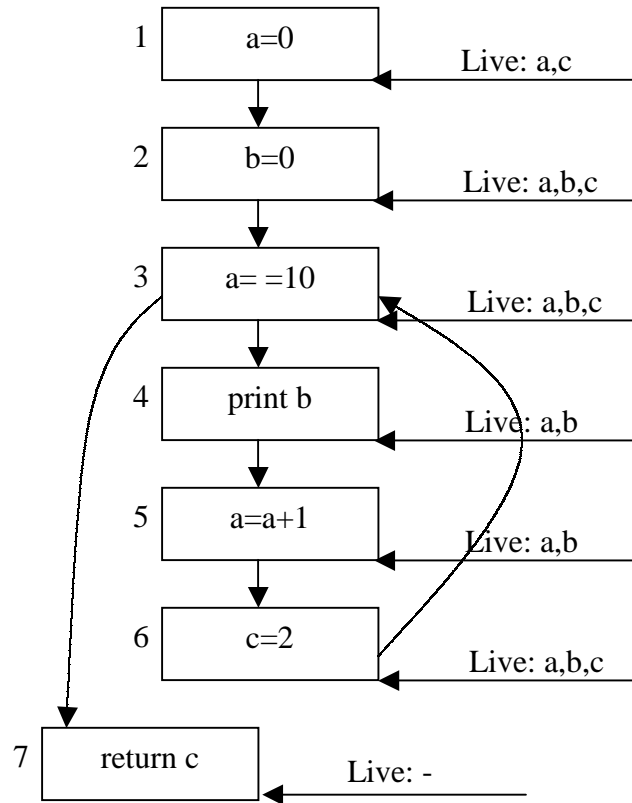 1
a=0
Live: a,c
2
b=0
Live: a,b,c
3
a= =10
Live: a,b,c
4
print b
Live: a,b
5
a=a+1
Live: a,b
6
c=2
Live: a,b,c
7
return c
Live: -